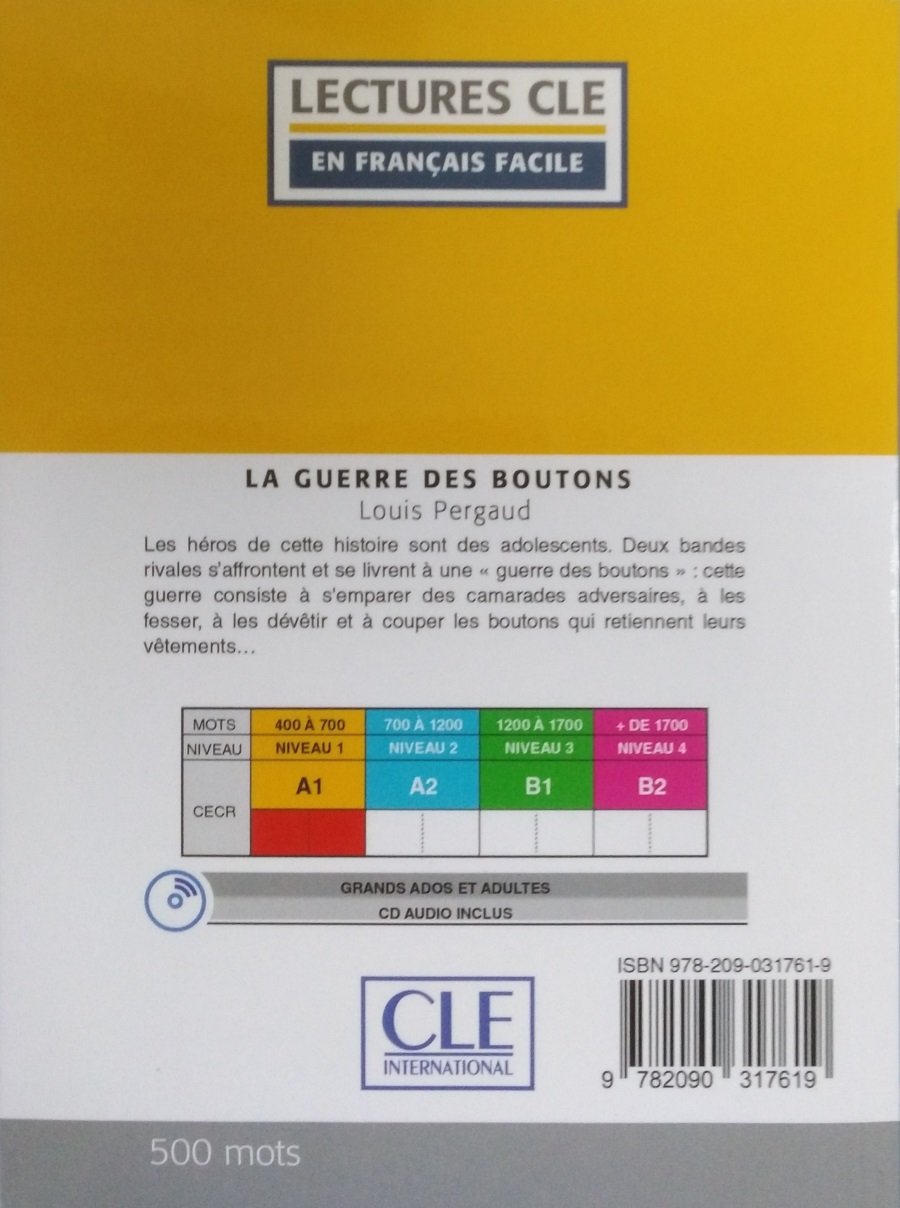 LECTURES CLE
EN FRANÇAIS FACILE
LA GUERRE DES BOUTONS
Louis Pergaud
Les héros de cette histoire sont des adolescents. Deux bandes
rivales s'affrontent et se livrent à une « guerre des boutons » : cette
guerre consiste à s'emparer des camarades adversaires, à les
fesser, à les dévêtir et à couper les boutons qui retiennent leurs
vêtements...
MOTS 400 À 700 700 À 1200 1200 À 1700 + DE 1700
NIVEAU NIVEAU 1 NIVEAU 2 NIVEAU 3 NIVEAU 4
CECR A1 A2 B1 B2
GRANDS ADOS ET ADULTES
CD AUDIO INCLUS
ISBN 978-209-031761-9
CLE
INTERNATIONAL
9 782090 317619
500 mots